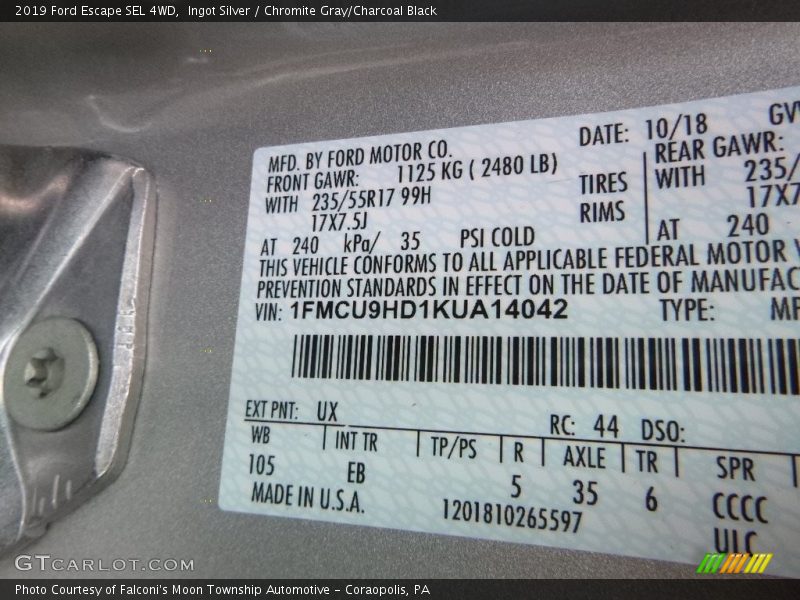 2019 Ford Escape SEL 4WD,  Ingot Silver / Chromite Gray/Charcoal Black
MFD. BY FORD MOTOR CO. DATE: 10/18
FRONT GAWR: 1125 KG ( 2480 LB) REAR GAWR:
WITH 235/55R17 99H TIRES WITH 235/
17X7.5J RIMS 17X7
AT 240 kPa/ 35 PSI COLD AT 240
THIS VEHICLE CONFORMS TO ALL APPLICABLE FEDERAL MOTOR
PREVENTION STANDARDS IN EFFECT ON THE DATE OF MANUFAC
VIN: 1FMCU9HD1KUA14042 TYPE: MP
EXT PNT: UX RC: 44 DSO:
WB INT TR TP/PS R AXLE TR SPR
105 EB 5 35 6 CCCC
MADE IN U.S.A. 1201810265597 ULC
GTCARLOT.COM
Photo Courtesy of Falconi's Moon Township Automotive - Coraopolis, PA